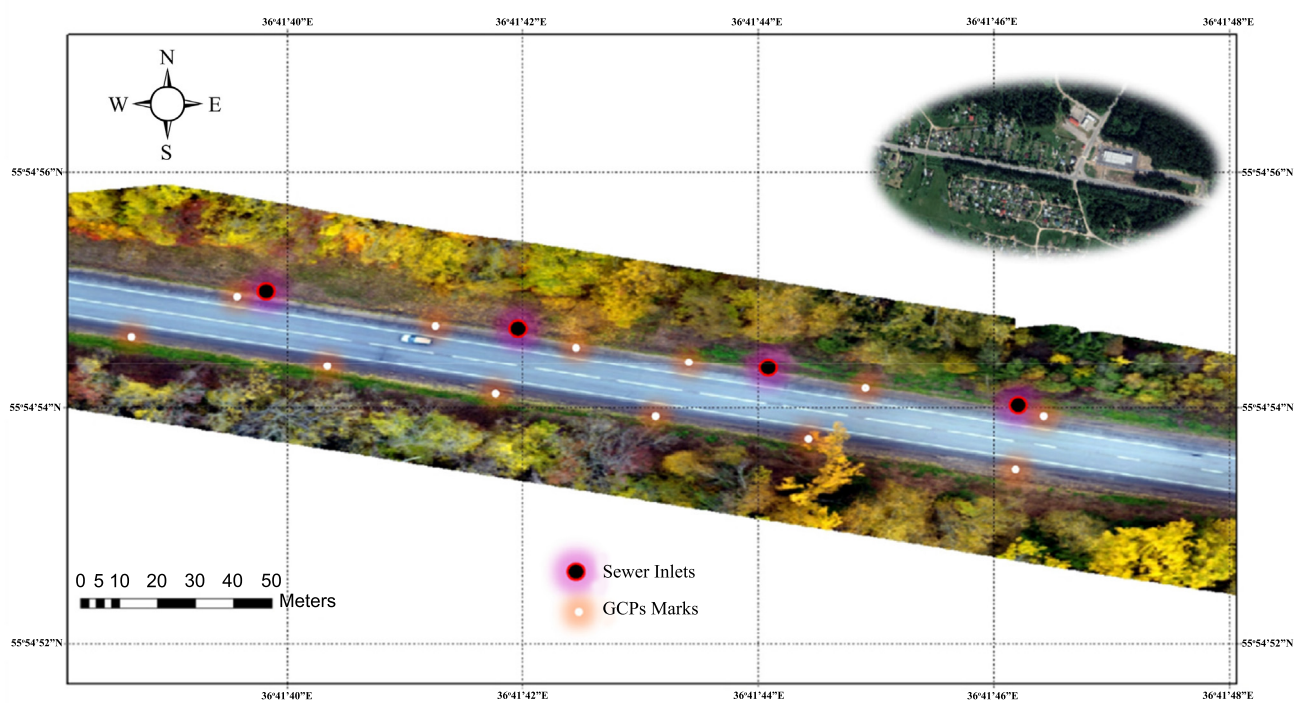 36°41'40"E 36°41'42"E 36°41'44"E 36°41'46"E 36°41'48"E
N
W E
S
55°54'56"N 55°54'56"N
55°54'54"N 55°54'54"N
Sewer Inlets
0 5 10 20 30 40 50
Meters
GCPs Marks
55°54'52"N 55°54'52"N
36°41'40"E 36°41'42"E 36°41'44"E 36°41'46"E 36°41'48"E